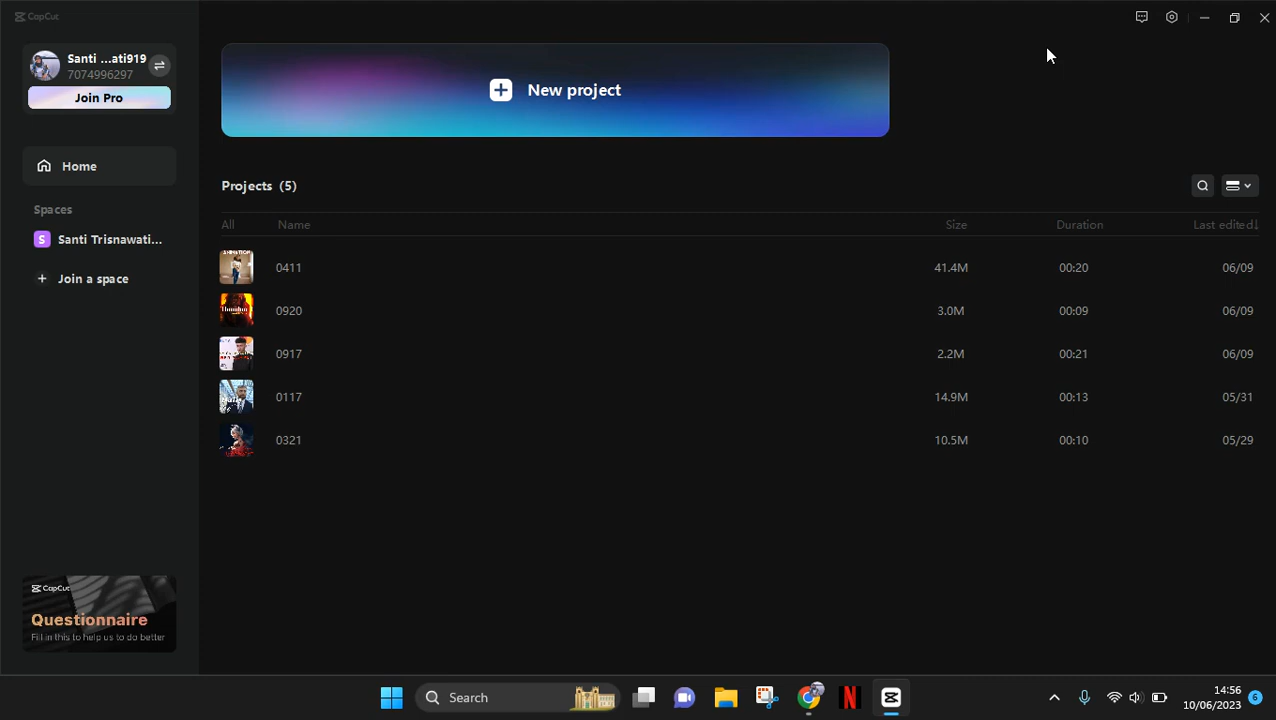 CapCut
Santi ...ati919
7074996297
Join Pro
Home
Spaces
S Santi Trisnawati...
+ Join a space
CapCut
Questionnaire
Fill in this to help us to do better
New project
Projects (5)
All Name Size Duration Last edited↓
0411 41.4M 00:20 06/09
0920 3.0M 00:09 06/09
0917 2.2M 00:21 06/09
0117 14.9M 00:13 05/31
0321 10.5M 00:10 05/29
Search
14:56
10/06/2023
6